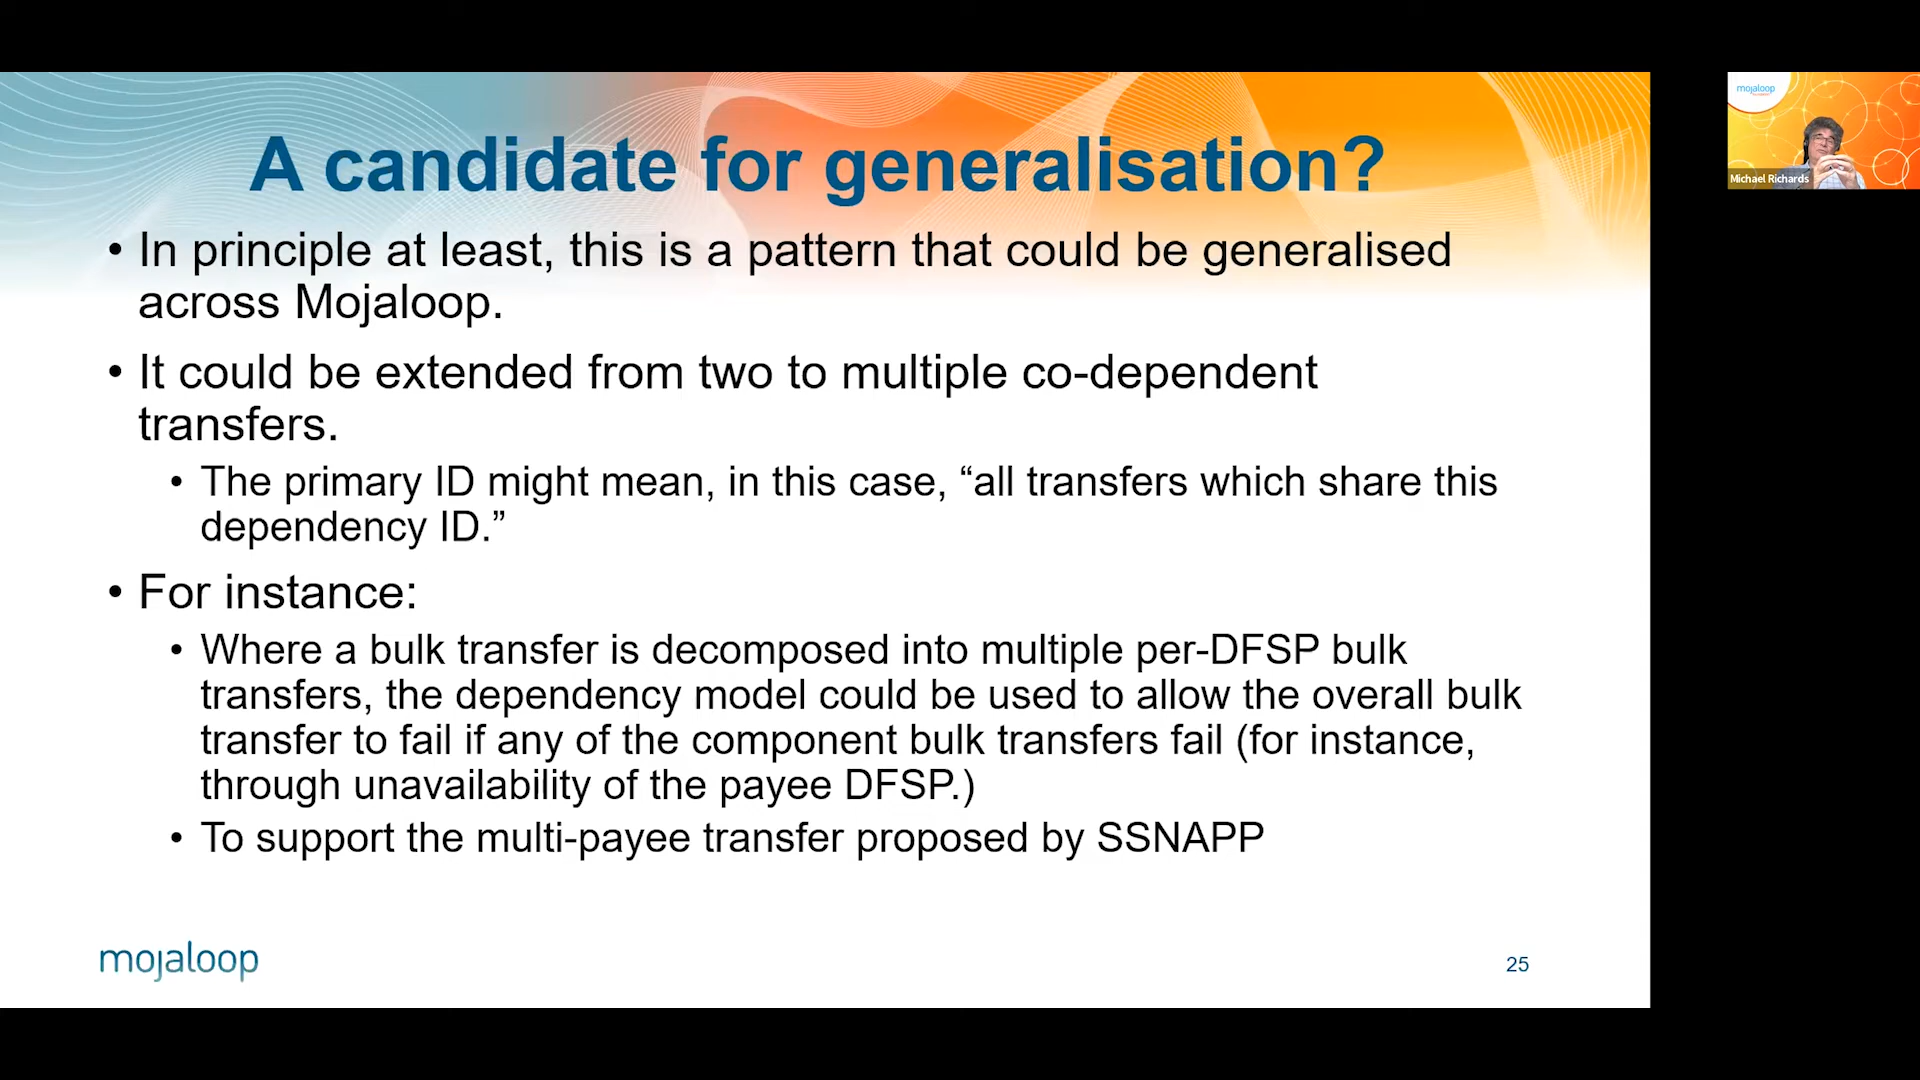 A candidate for generalisation?
• In principle at least, this is a pattern that could be generalised
across Mojaloop.
• It could be extended from two to multiple co-dependent
transfers.
• The primary ID might mean, in this case, “all transfers which share this
dependency ID.”
• For instance:
• Where a bulk transfer is decomposed into multiple per-DFSP bulk
transfers, the dependency model could be used to allow the overall bulk
transfer to fail if any of the component bulk transfers fail (for instance,
through unavailability of the payee DFSP.)
• To support the multi-payee transfer proposed by SSNAPP
mojaloop
25
mojaloop
Michael Richards